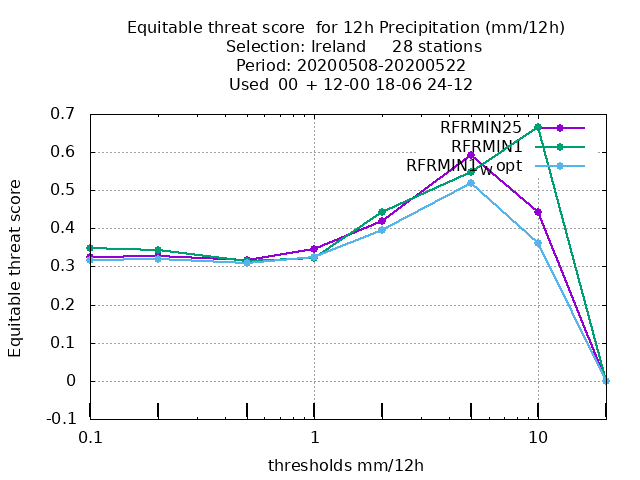 Equitable threat score  for 12h Precipitation (mm/12h)
Selection: Ireland     28 stations
Period: 20200508-20200522
Used  00  + 12-00 18-06 24-12
0.7
0.6
0.5
0.4
0.3
0.2
0.1
0
-0.1
Equitable threat score
RFRMIN25
RFRMIN1
RFRMIN1wopt
0.1
1
10
thresholds mm/12h